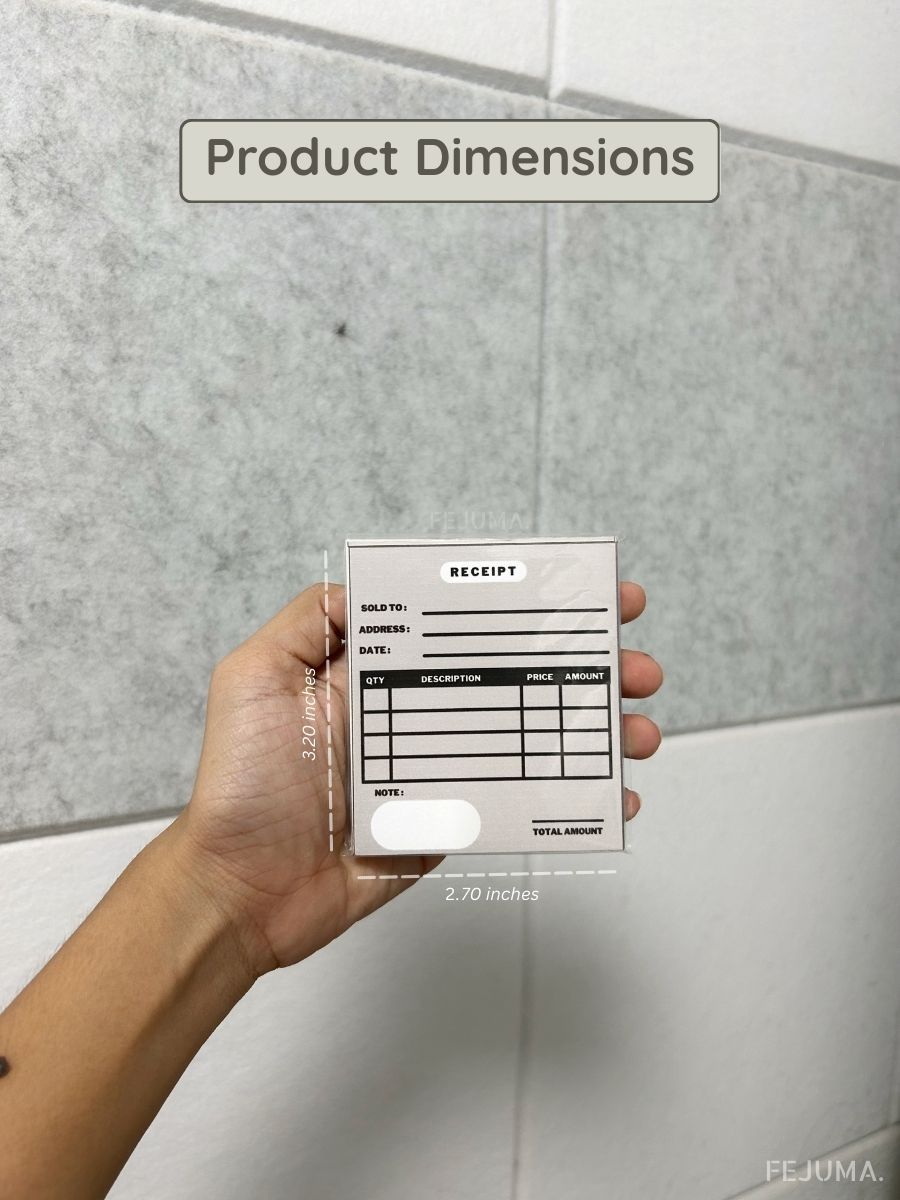 Product Dimensions
FEJUMA.
RECEIPT
SOLD TO:
ADDRESS:
DATE:
QTY DESCRIPTION PRICE AMOUNT
NOTE:
TOTAL AMOUNT
3.20 inches
2.70 inches
FEJUMA.